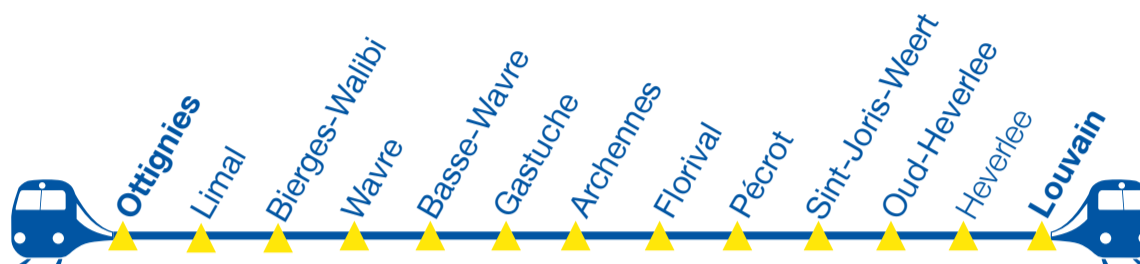 Ottignies
Limal
Bierges-Walibi
Wavre
Basse-Wavre
Gastuche
Archennes
Florival
Pécrot
Sint-Joris-Weert
Oud-Heverlee
Heverlee
Louvain